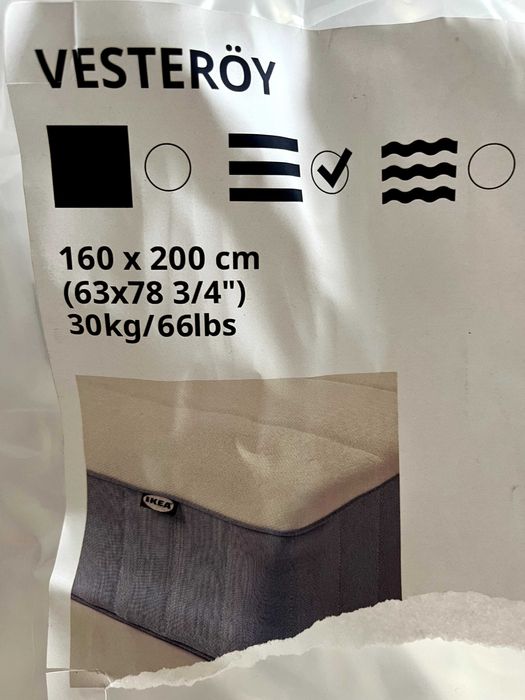 VESTERÖY
160 x 200 cm
(63x78 3/4")
30kg/66lbs
IKEA